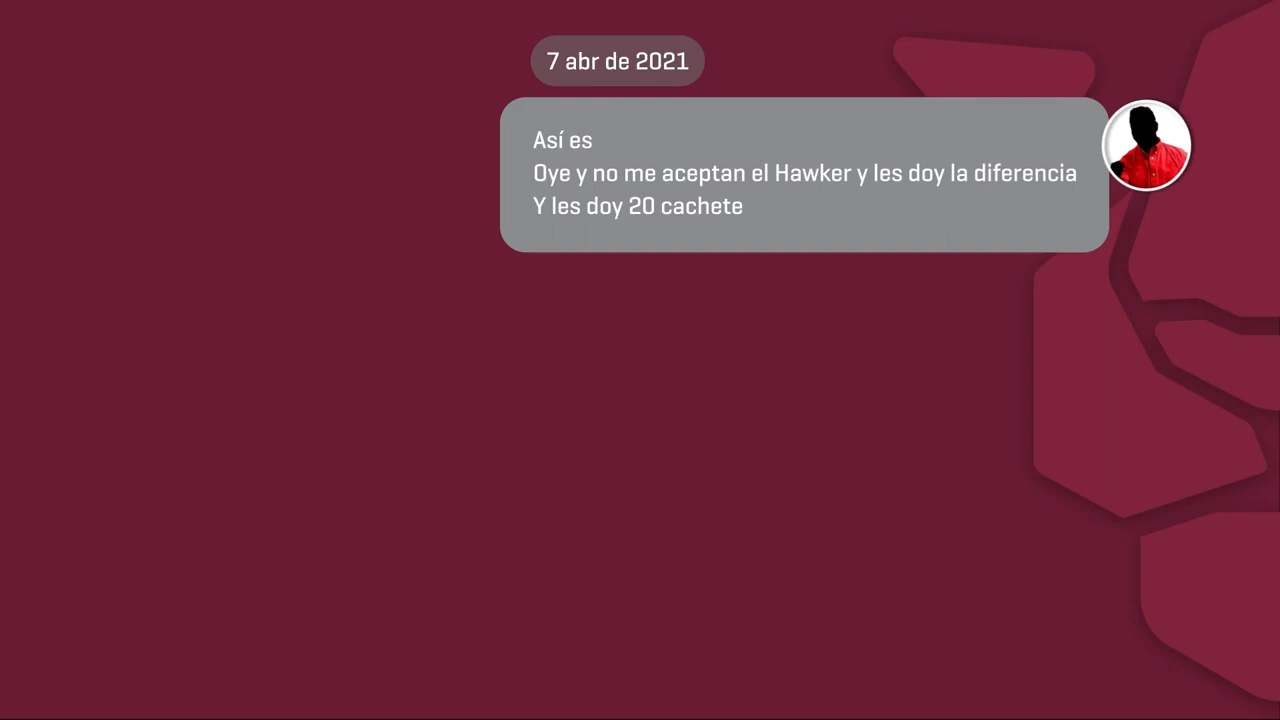 7 abr de 2021
Así es
Oye y no me aceptan el Hawker y les doy la diferencia
Y les doy 20 cachete